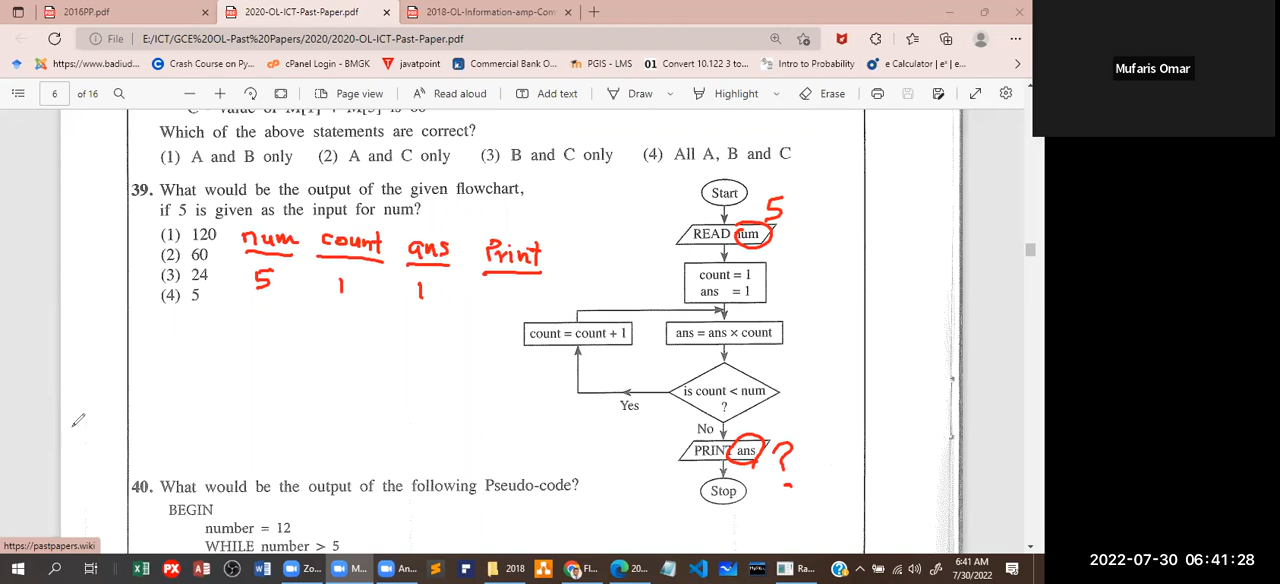 2016PP.pdf
2020-OL-ICT-Past-Paper.pdf
2018-OL-Information-amp-Com
File
E:/ICT/GCE%20OL-Past%20Papers/2020/2020-OL-ICT-Past-Paper.pdf
https://www.badiud...
Crash Course on Py...
cPanel Login - BMGK
javatpoint
Commercial Bank O...
PGIS - LMS
01 Convert 10.122 3 to...
Intro to Probability
e Calculator | e¹ | e...
6 of 16
Page view
Read aloud
Add text
Draw
Highlight
Erase
Mufaris Omar
Which of the above statements are correct?
(1) A and B only (2) A and C only (3) B and C only (4) All A, B and C
39. What would be the output of the given flowchart,
if 5 is given as the input for num?
(1) 120
(2) 60
(3) 24
(4) 5
num count ans Print
5 1 1
Start
5
READ num
count = 1
ans = 1
count = count + 1
ans = ans × count
is count < num
?
Yes
No
PRINT ans
?
Stop
40. What would be the output of the following Pseudo-code?
BEGIN
number = 12
WHILE number > 5
https://pastpapers.wiki
Zo...
M...
An...
2018
Fl...
20...
Ra...
6:41 AM
7/30/2022
2022-07-30 06:41:28